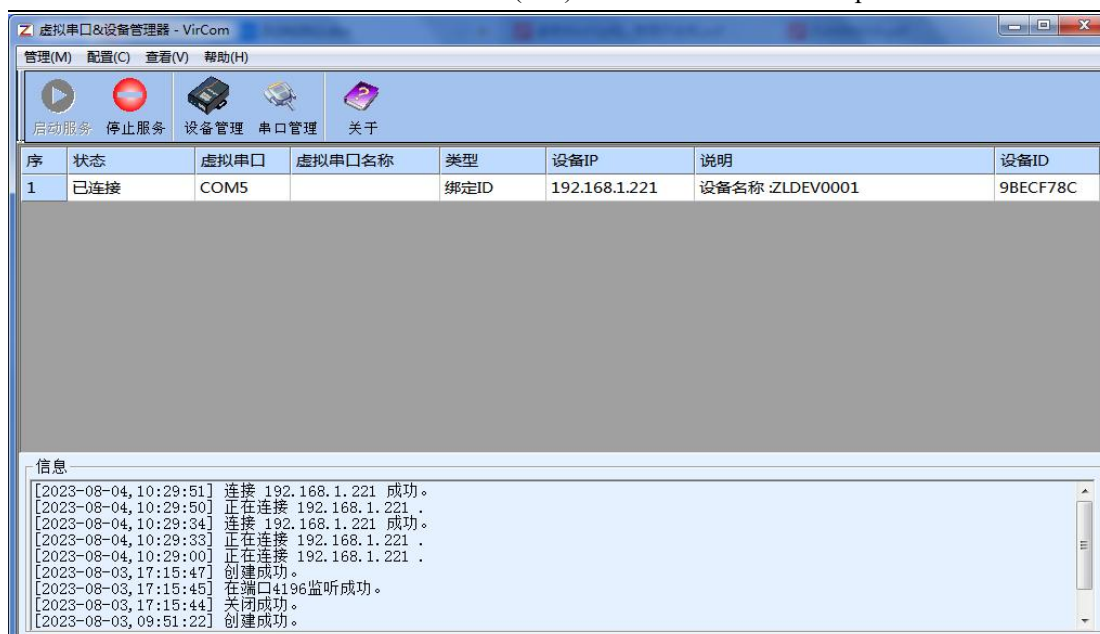 虚拟串口&设备管理器 - VirCom
管理(M) 配置(C) 查看(V) 帮助(H)
启动服务 停止服务 设备管理 串口管理 关于
序 状态 虚拟串口 虚拟串口名称 类型 设备IP 说明 设备ID
1 已连接 COM5 绑定ID 192.168.1.221 设备名称:ZLDEV0001 9BECF78C
信息
[2023-08-04,10:29:51] 连接 192.168.1.221 成功。
[2023-08-04,10:29:50] 正在连接 192.168.1.221 .
[2023-08-04,10:29:34] 连接 192.168.1.221 成功。
[2023-08-04,10:29:33] 正在连接 192.168.1.221 .
[2023-08-04,10:29:00] 正在连接 192.168.1.221 .
[2023-08-03,17:15:47] 创建成功。
[2023-08-03,17:15:45] 在端口4196监听成功。
[2023-08-03,17:15:44] 关闭成功。
[2023-08-03,09:51:22] 创建成功。